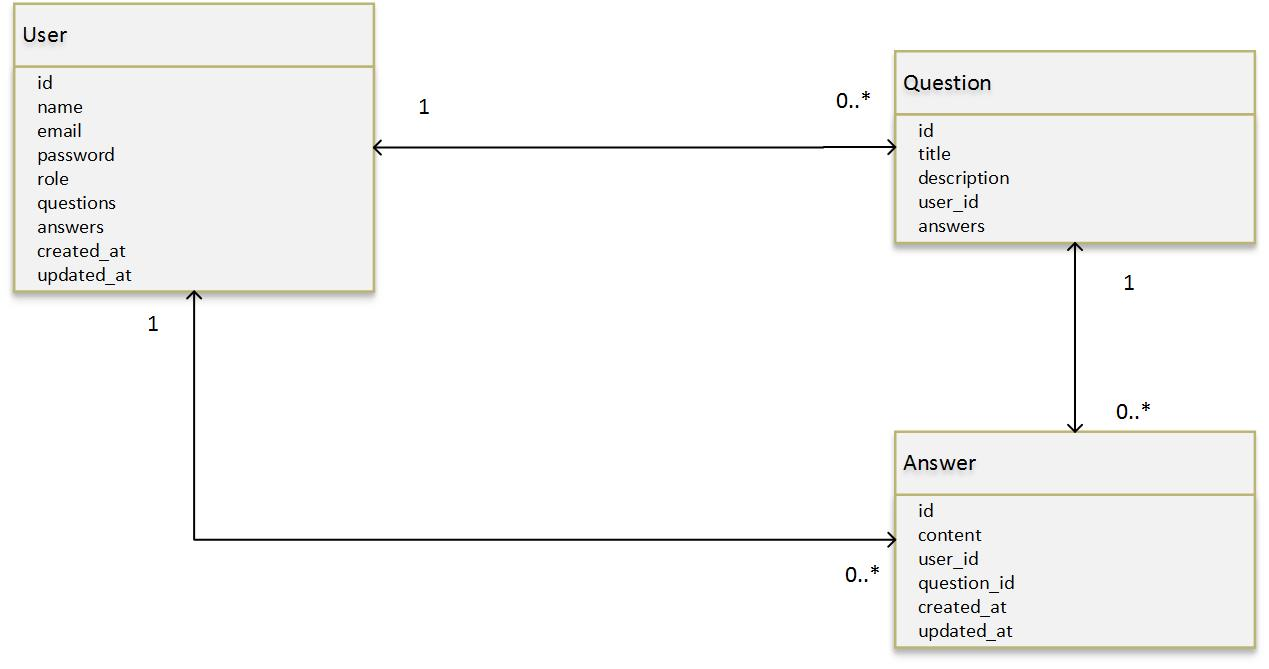 User
id
name
email
password
role
questions
answers
created_at
updated_at
1
0..*
Question
id
title
description
user_id
answers
1
1
0..*
Answer
id
content
user_id
question_id
created_at
updated_at
0..*